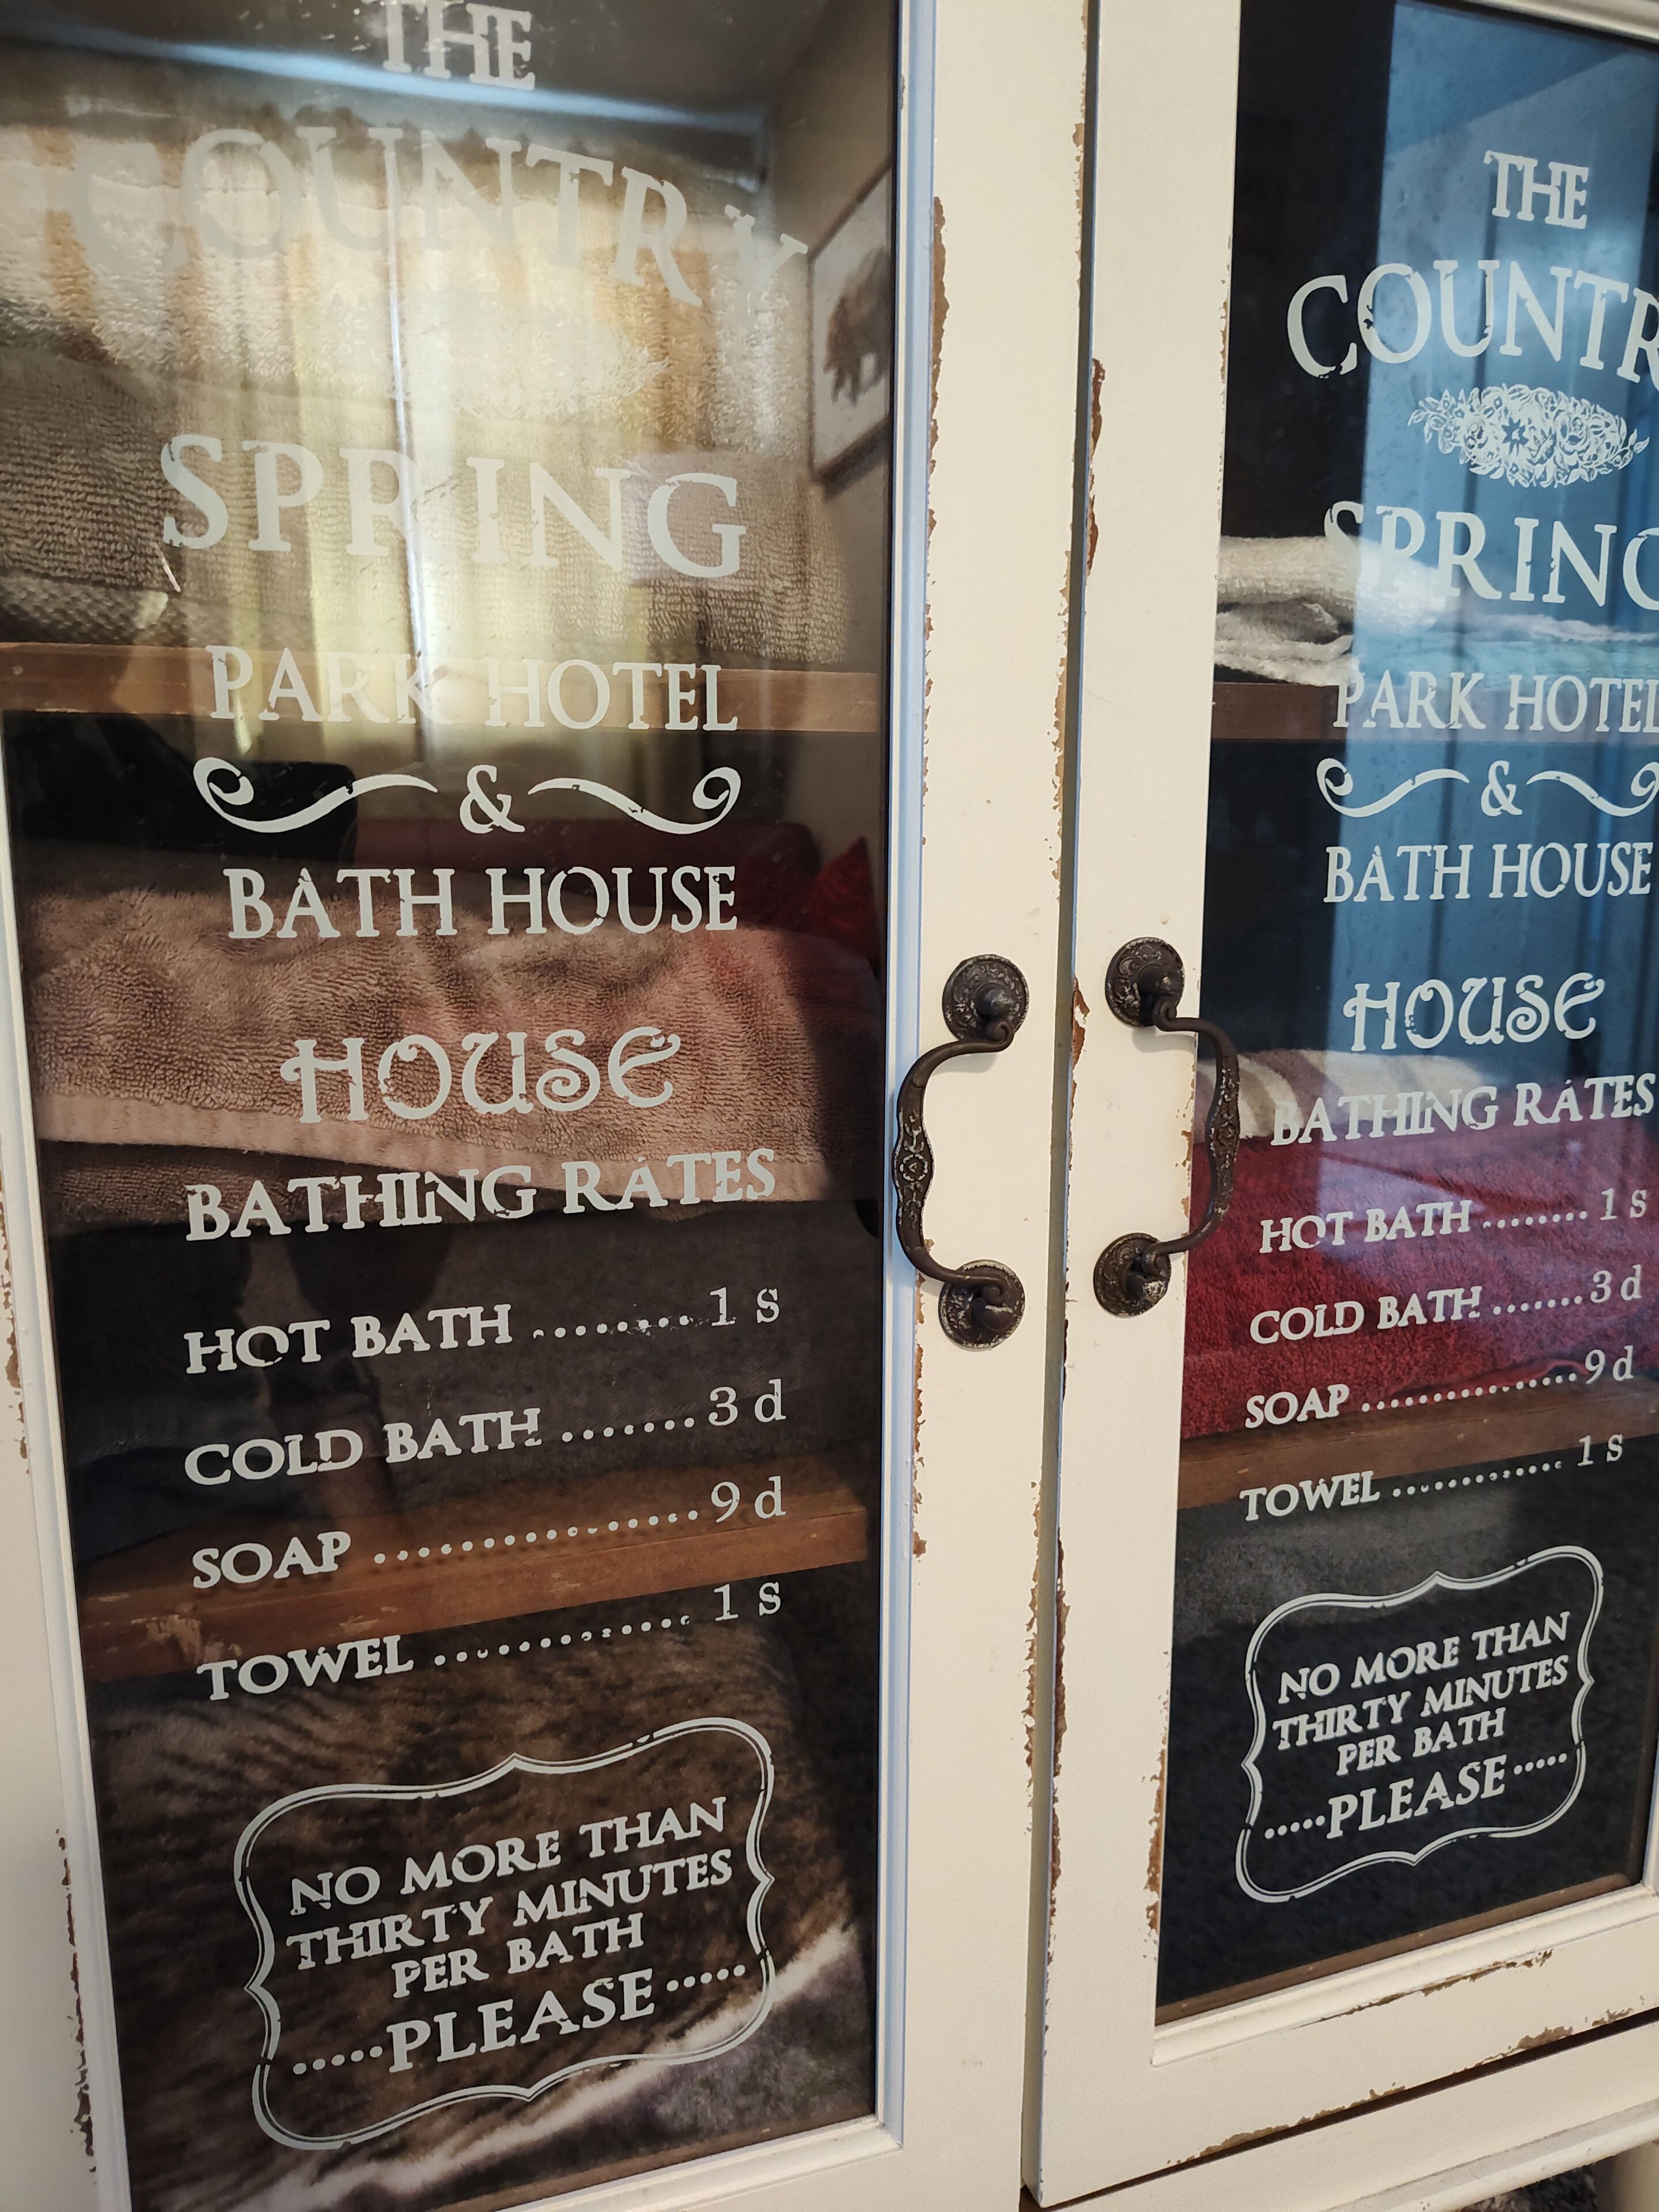 THE
COUNTRY
SPRING
PARK HOTEL
&
BATH HOUSE
HOUSE
BATHING RATES
HOT BATH ........ 1 s
COLD BATH ....... 3 d
SOAP ................. 9 d
TOWEL ............. 1 s
NO MORE THAN
THIRTY MINUTES
PER BATH
.....PLEASE.....
THE
COUNTR
SPRING
PARK HOTEL
&
BATH HOUSE
HOUSE
BATHING RATES
HOT BATH ........ 1 s
COLD BATH ....... 3 d
SOAP ................. 9 d
TOWEL ............. 1 s
NO MORE THAN
THIRTY MINUTES
PER BATH
.....PLEASE.....